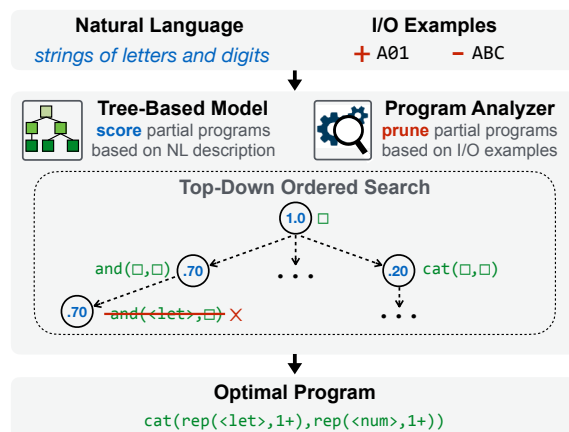 Natural Language
I/O Examples
strings of letters and digits
+ A01
- ABC
Tree-Based Model
score partial programs
based on NL description
Program Analyzer
prune partial programs
based on I/O examples
Top-Down Ordered Search
1.0 □
and(□,□) .70
...
.20 cat(□,□)
.70 and(<let>,□) X
...
Optimal Program
cat(rep(<let>,1+),rep(<num>,1+))